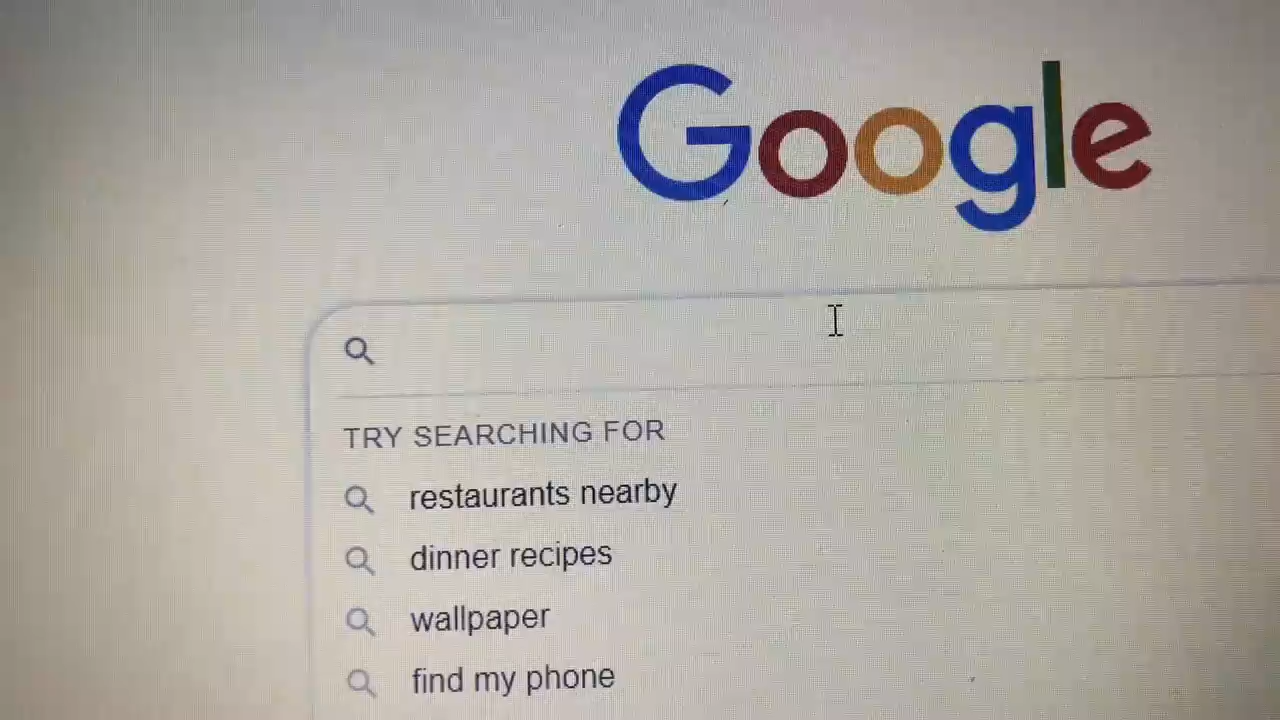 Google
TRY SEARCHING FOR
restaurants nearby
dinner recipes
wallpaper
find my phone